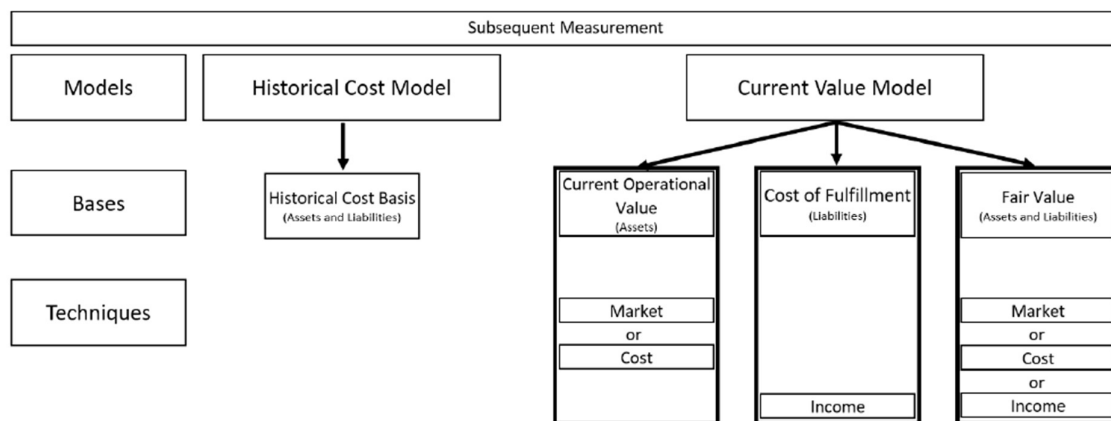 Subsequent Measurement
Models
Historical Cost Model
Current Value Model
Bases
Historical Cost Basis
(Assets and Liabilities)
Current Operational
Value
(Assets)
Cost of Fulfillment
(Liabilities)
Fair Value
(Assets and Liabilities)
Techniques
Market
or
Cost
Income
Market
or
Cost
or
Income